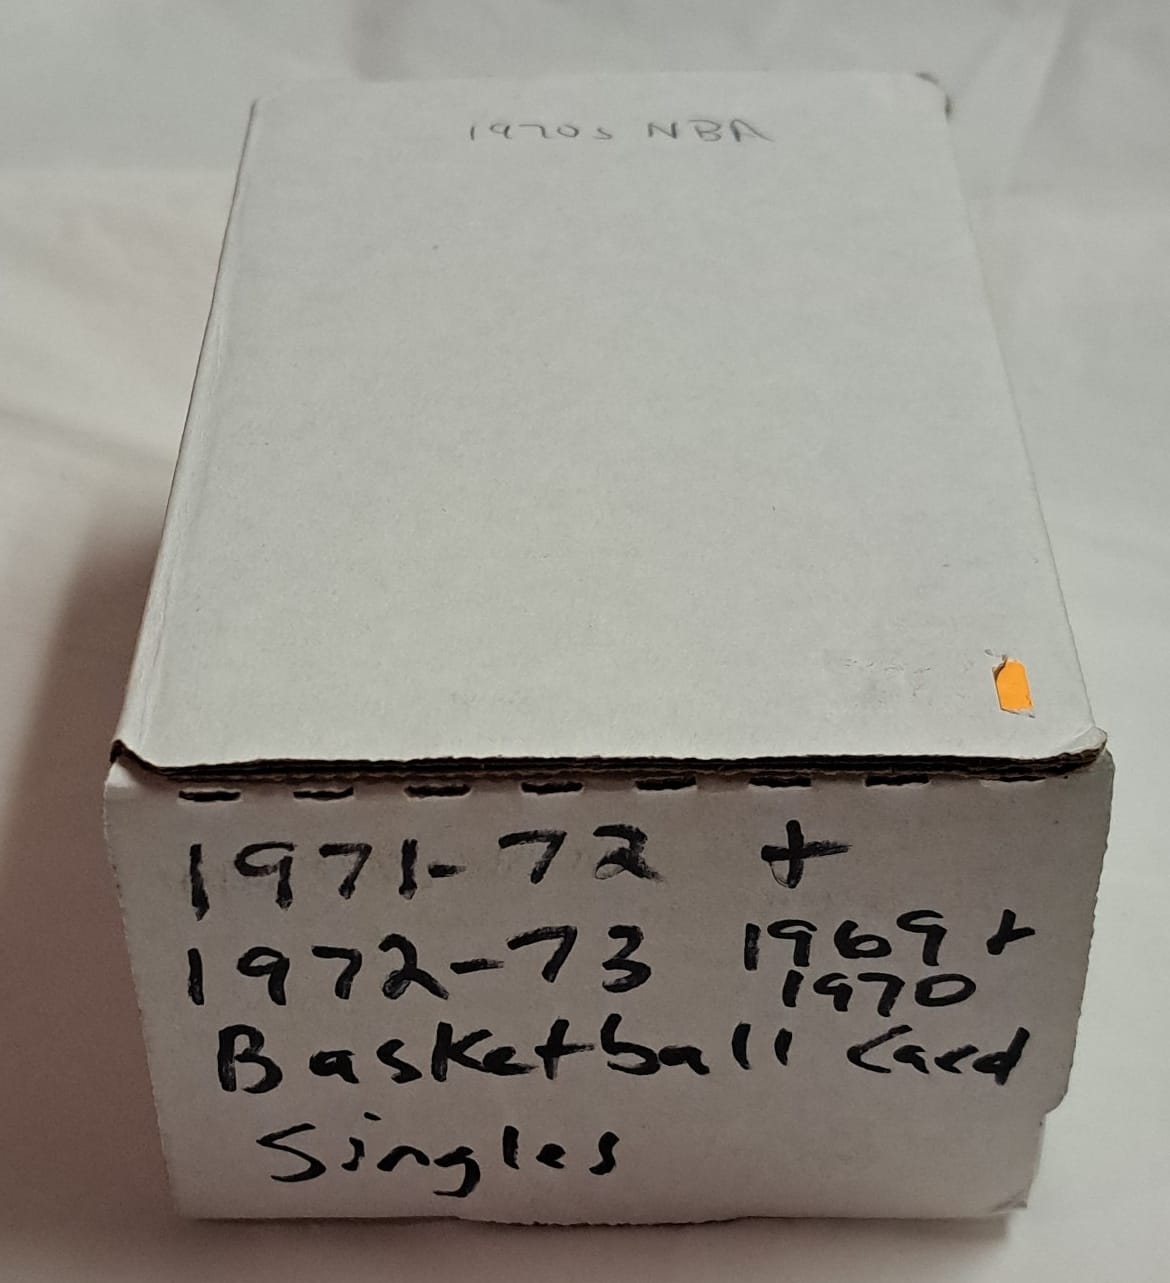 1970s NBA
1971-72 +
1972-73 1969 +
1970
Basketball Card
Singles